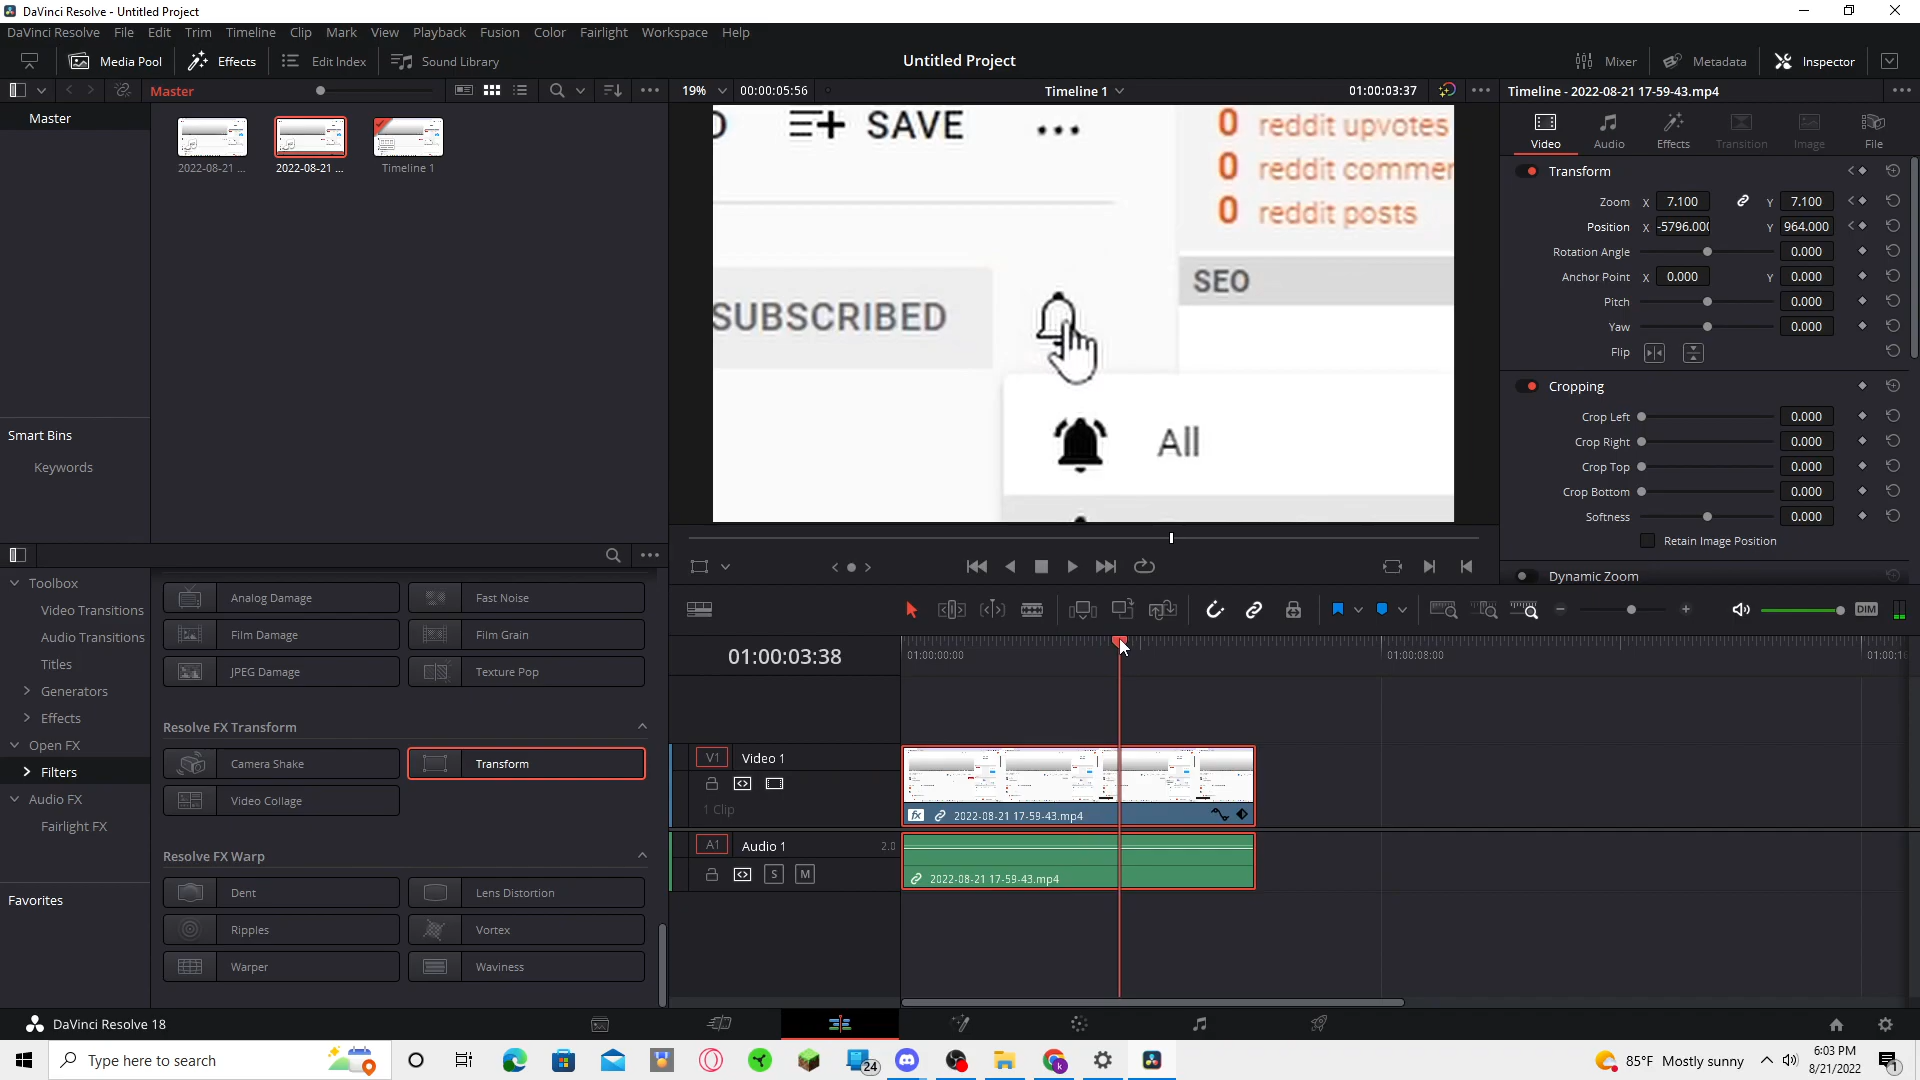 DaVinci Resolve - Untitled Project
DaVinci Resolve File Edit Trim Timeline Clip Mark View Playback Fusion Color Fairlight Workspace Help
Media Pool Effects Edit Index Sound Library Untitled Project Mixer Metadata Inspector
Master 19% 00:00:05:56 Timeline 1 01:00:03:37 Timeline - 2022-08-21 17-59-43.mp4
Master
2022-08-21 ... 2022-08-21 ... Timeline 1
Smart Bins
Keywords
SAVE
0 reddit upvotes
0 reddit commer
0 reddit posts
SEO
SUBSCRIBED
All
Video Audio Effects Transition Image File
Transform
Zoom X 7.100 Y 7.100
Position X -5796.000 Y 964.000
Rotation Angle 0.000
Anchor Point X 0.000 Y 0.000
Pitch 0.000
Yaw 0.000
Flip
Cropping
Crop Left 0.000
Crop Right 0.000
Crop Top 0.000
Crop Bottom 0.000
Softness 0.000
Retain Image Position
Dynamic Zoom
Toolbox
Video Transitions
Audio Transitions
Titles
Generators
Effects
Open FX
Filters
Audio FX
Fairlight FX
Favorites
Analog Damage Fast Noise
Film Damage Film Grain
JPEG Damage Texture Pop
Resolve FX Transform
Camera Shake Transform
Video Collage
Resolve FX Warp
Dent Lens Distortion
Ripples Vortex
Warper Waviness
DIM
01:00:03:38 01:00:00:00 01:00:08:00 01:00:16
V1 Video 1
1 Clip
fx 2022-08-21 17-59-43.mp4
A1 Audio 1 2.0
S M
2022-08-21 17-59-43.mp4
DaVinci Resolve 18
Type here to search 24 85°F Mostly sunny 6:03 PM
8/21/2022 1